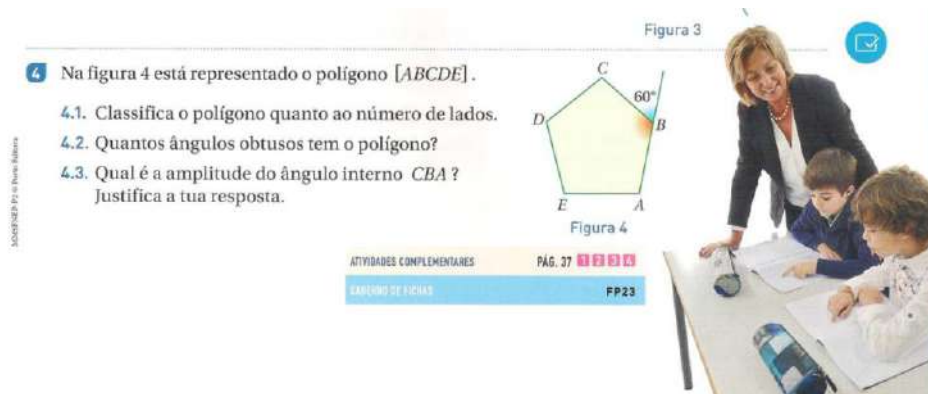 Figura 3
4 Na figura 4 está representado o polígono [ABCDE].
4.1. Classifica o polígono quanto ao número de lados.
4.2. Quantos ângulos obtusos tem o polígono?
4.3. Qual é a amplitude do ângulo interno CBA?
Justifica a tua resposta.
C
60°
D
B
E
A
Figura 4
ATIVIDADES COMPLEMENTARES PÁG. 37 1 2 3 4
CADERNO DE FICHAS FP23
© Porto Editora